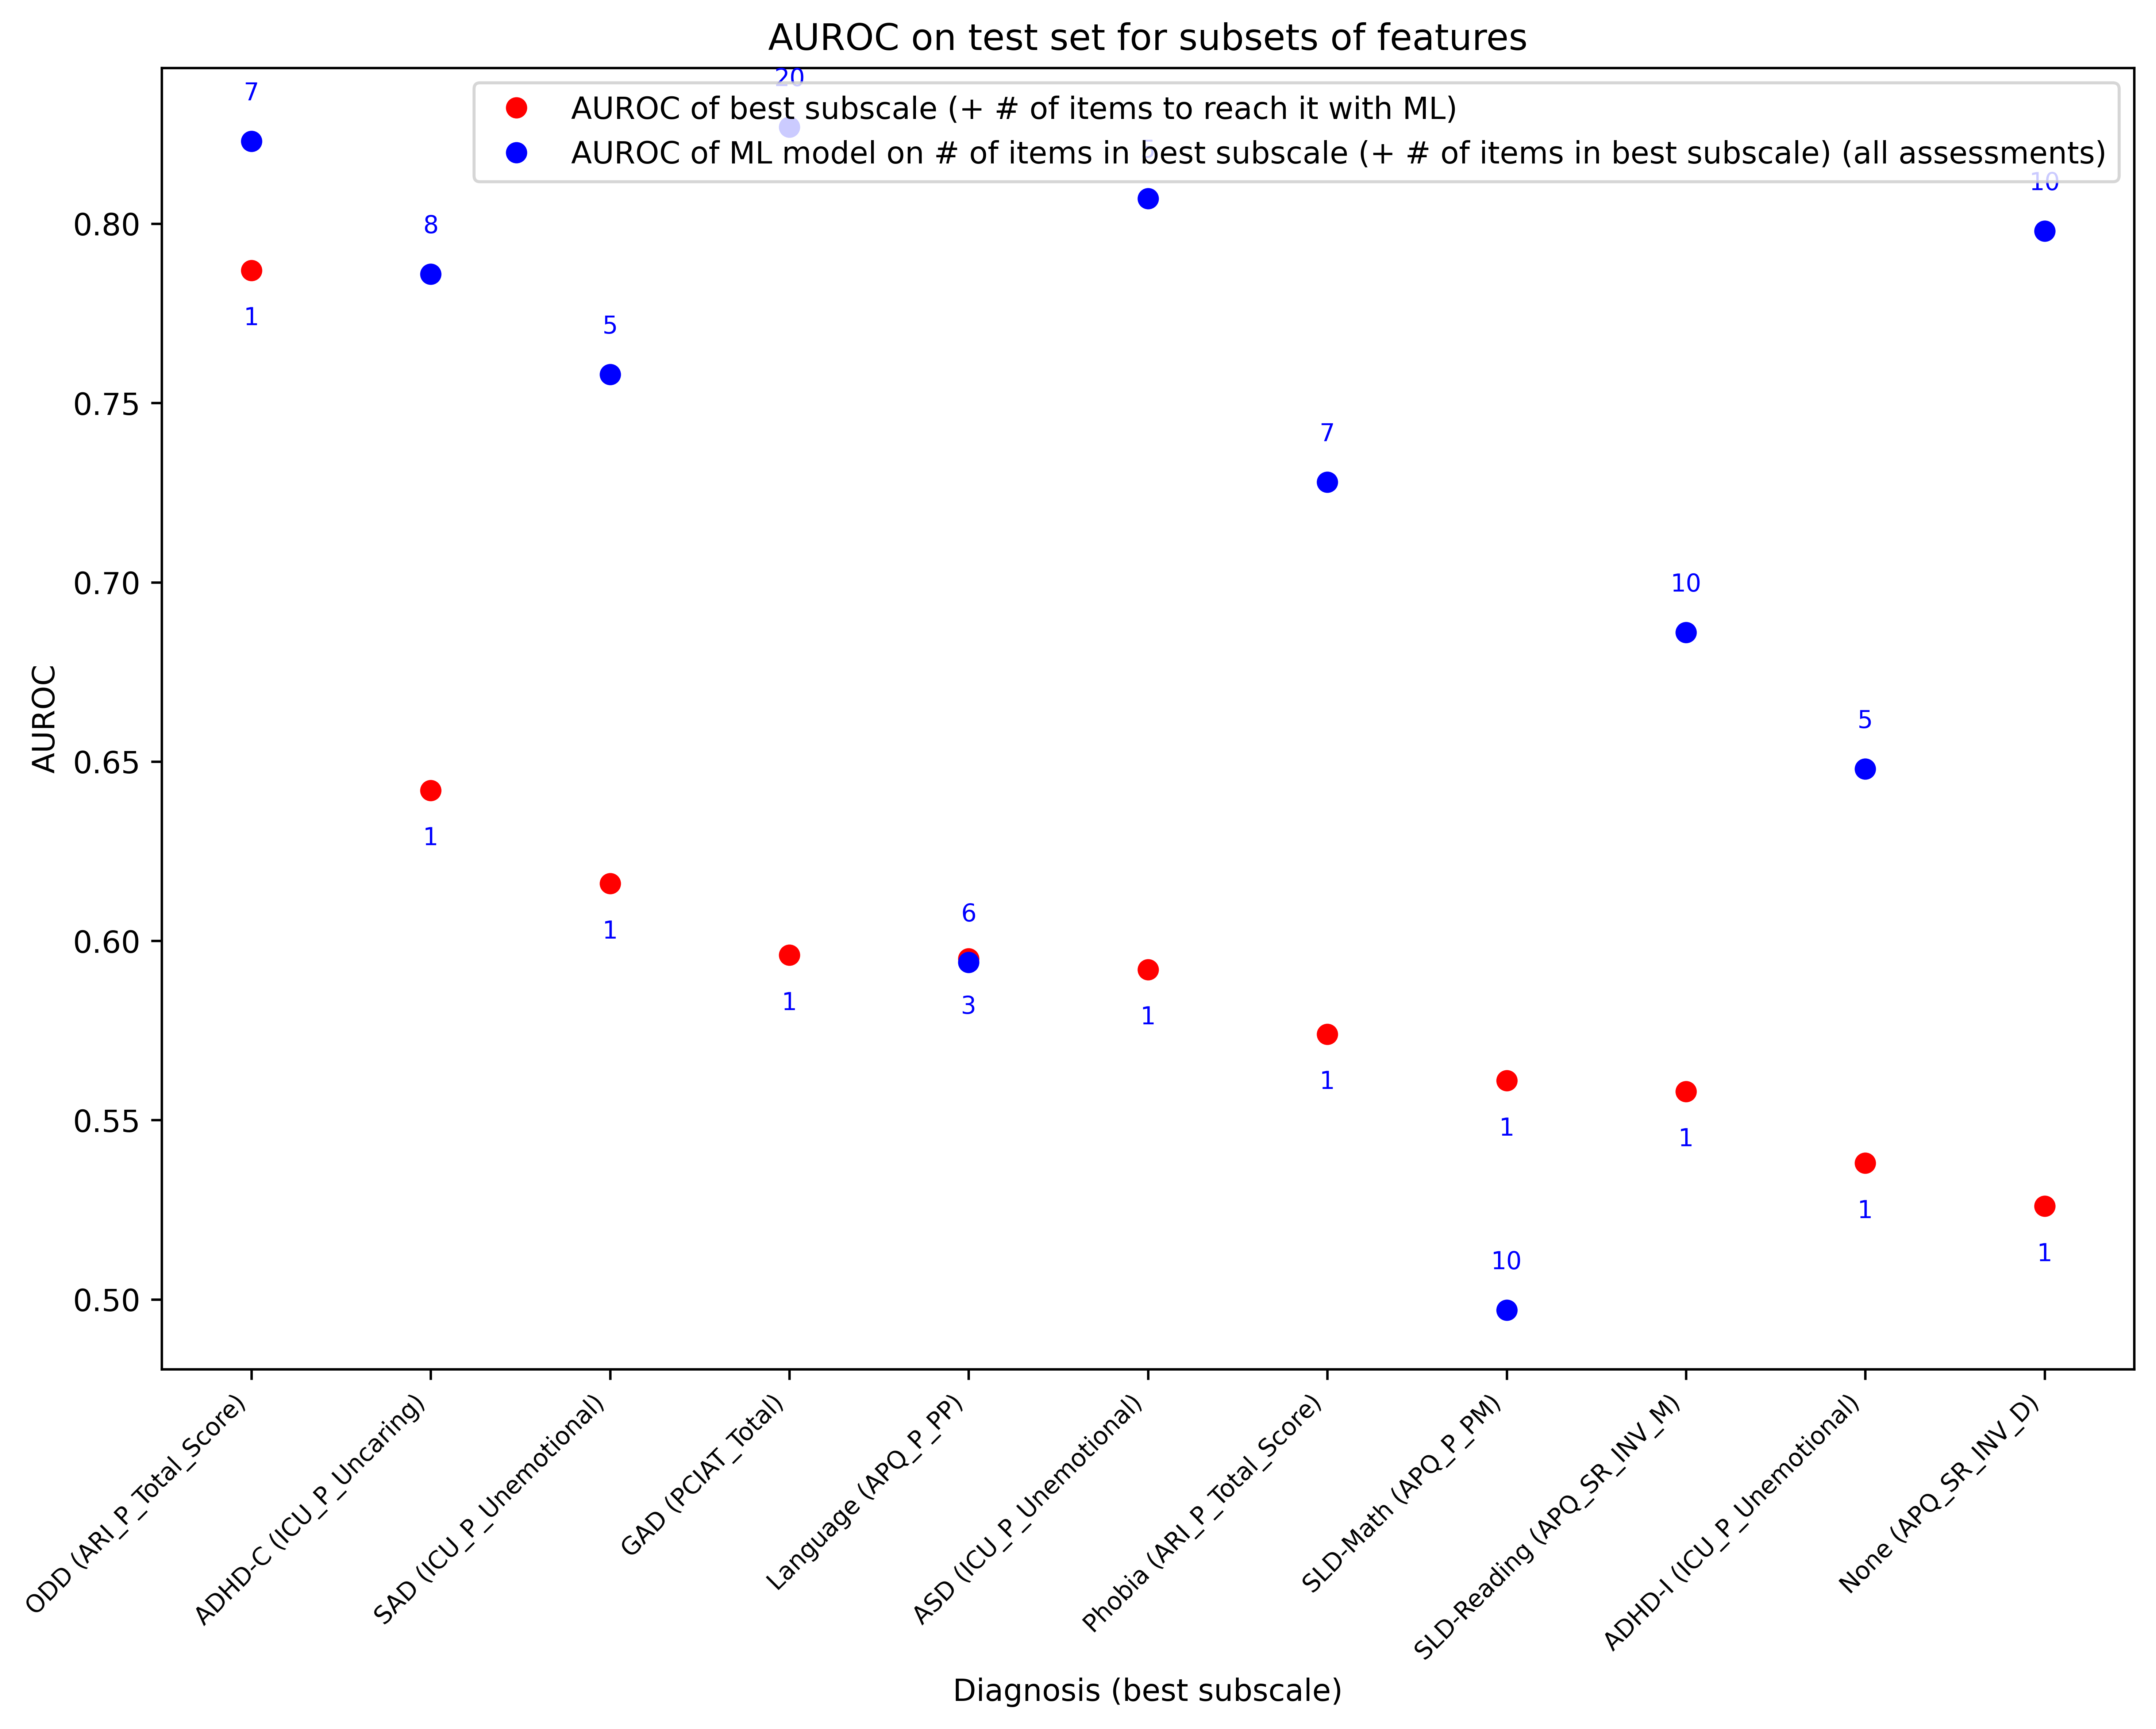 AUROC on test set for subsets of features
AUROC of best subscale (+ # of items to reach it with ML)
AUROC of ML model on # of items in best subscale (+ # of items in best subscale) (all assessments)
AUROC
0.80
0.75
0.70
0.65
0.60
0.55
0.50
7
8
5
20
6
5
7
10
10
5
10
1
1
1
1
3
1
1
1
1
1
1
ODD (ARI_P_Total_Score)
ADHD-C (ICU_P_Uncaring)
SAD (ICU_P_Unemotional)
GAD (PCIAT_Total)
Language (APQ_P_PP)
ASD (ICU_P_Unemotional)
Phobia (ARI_P_Total_Score)
SLD-Math (APQ_P_PM)
SLD-Reading (APQ_SR_INV_M)
ADHD-I (ICU_P_Unemotional)
None (APQ_SR_INV_D)
Diagnosis (best subscale)